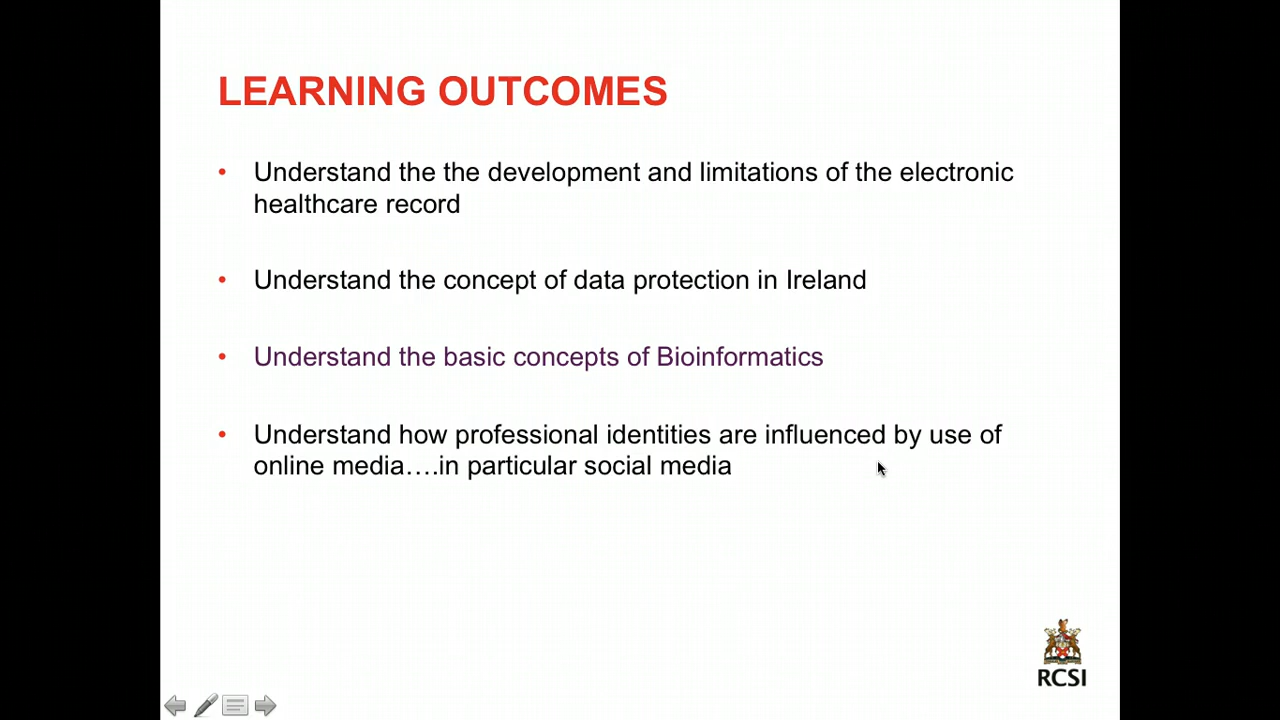 LEARNING OUTCOMES
• Understand the the development and limitations of the electronic
healthcare record
• Understand the concept of data protection in Ireland
• Understand the basic concepts of Bioinformatics
• Understand how professional identities are influenced by use of
online media….in particular social media
RCSI